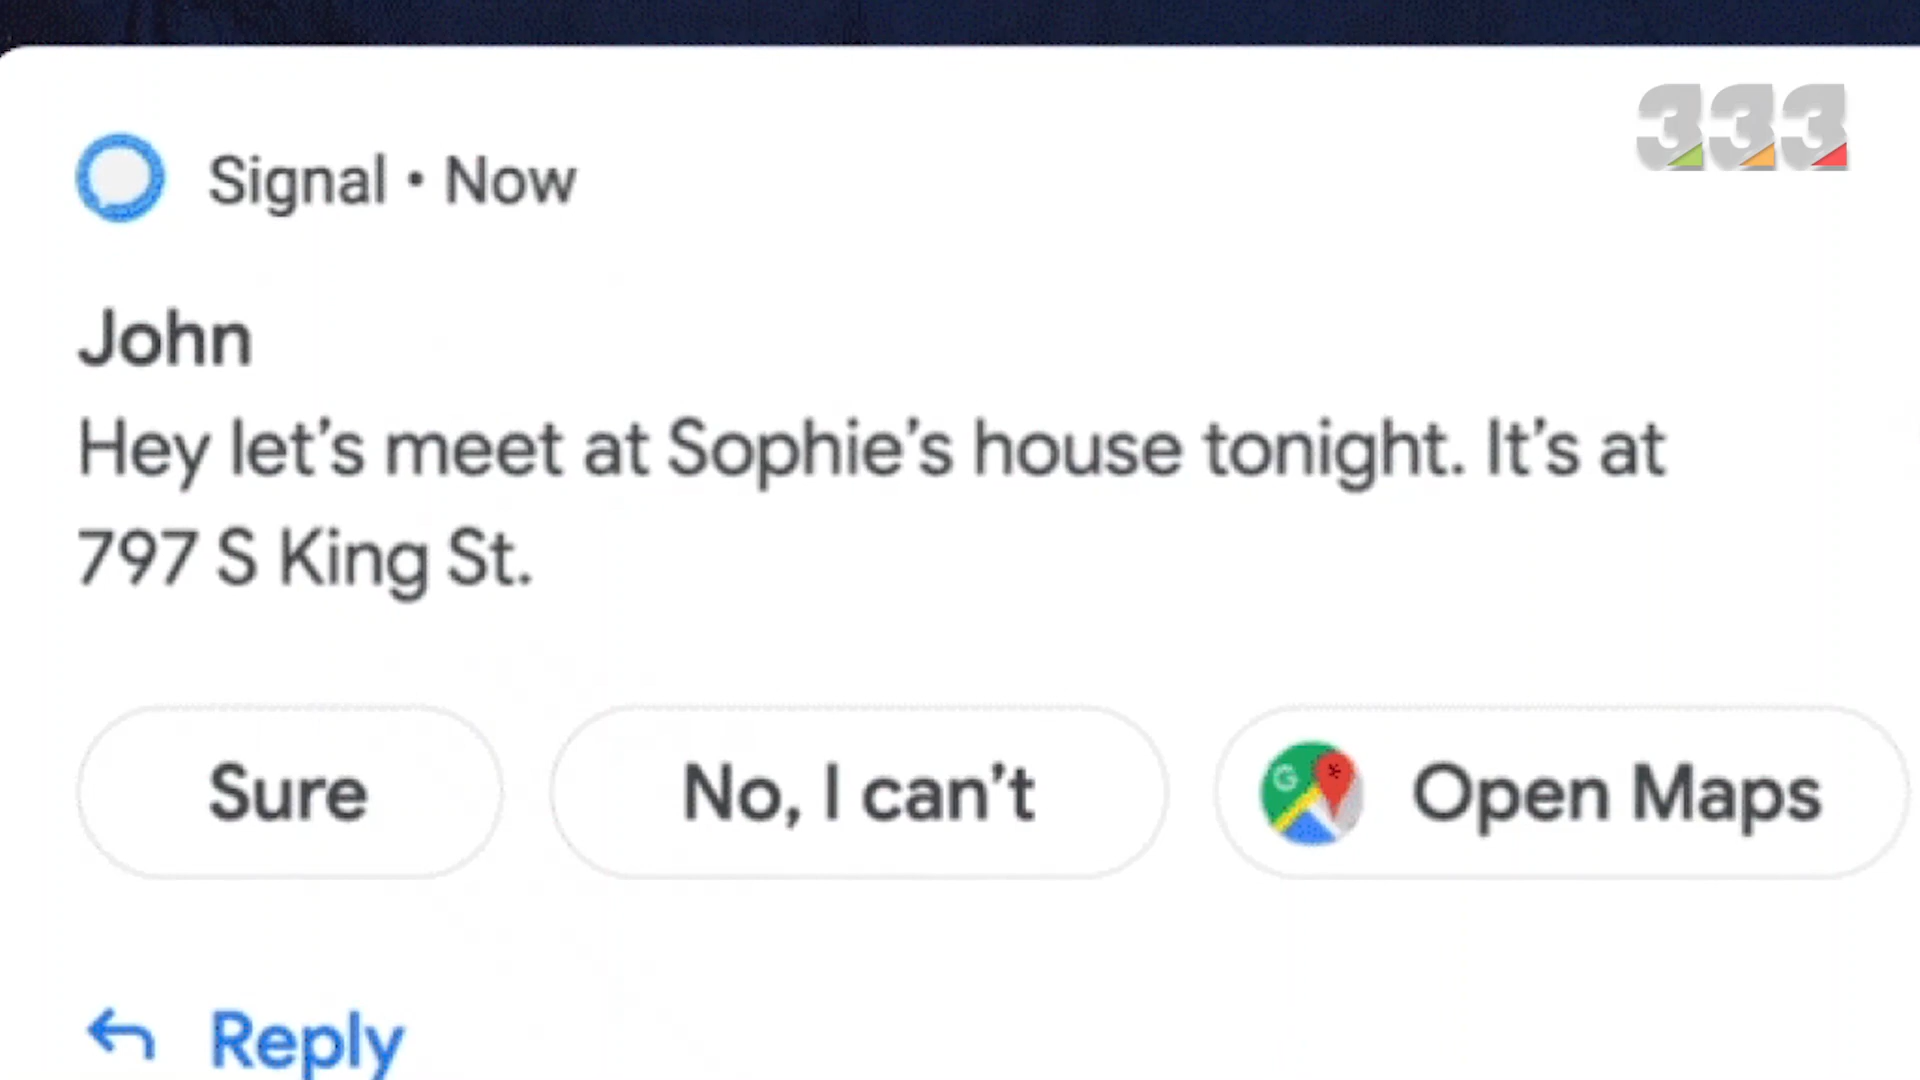 333
Signal • Now
John
Hey let’s meet at Sophie’s house tonight. It’s at
797 S King St.
Sure
No, I can’t
G
Open Maps
Reply